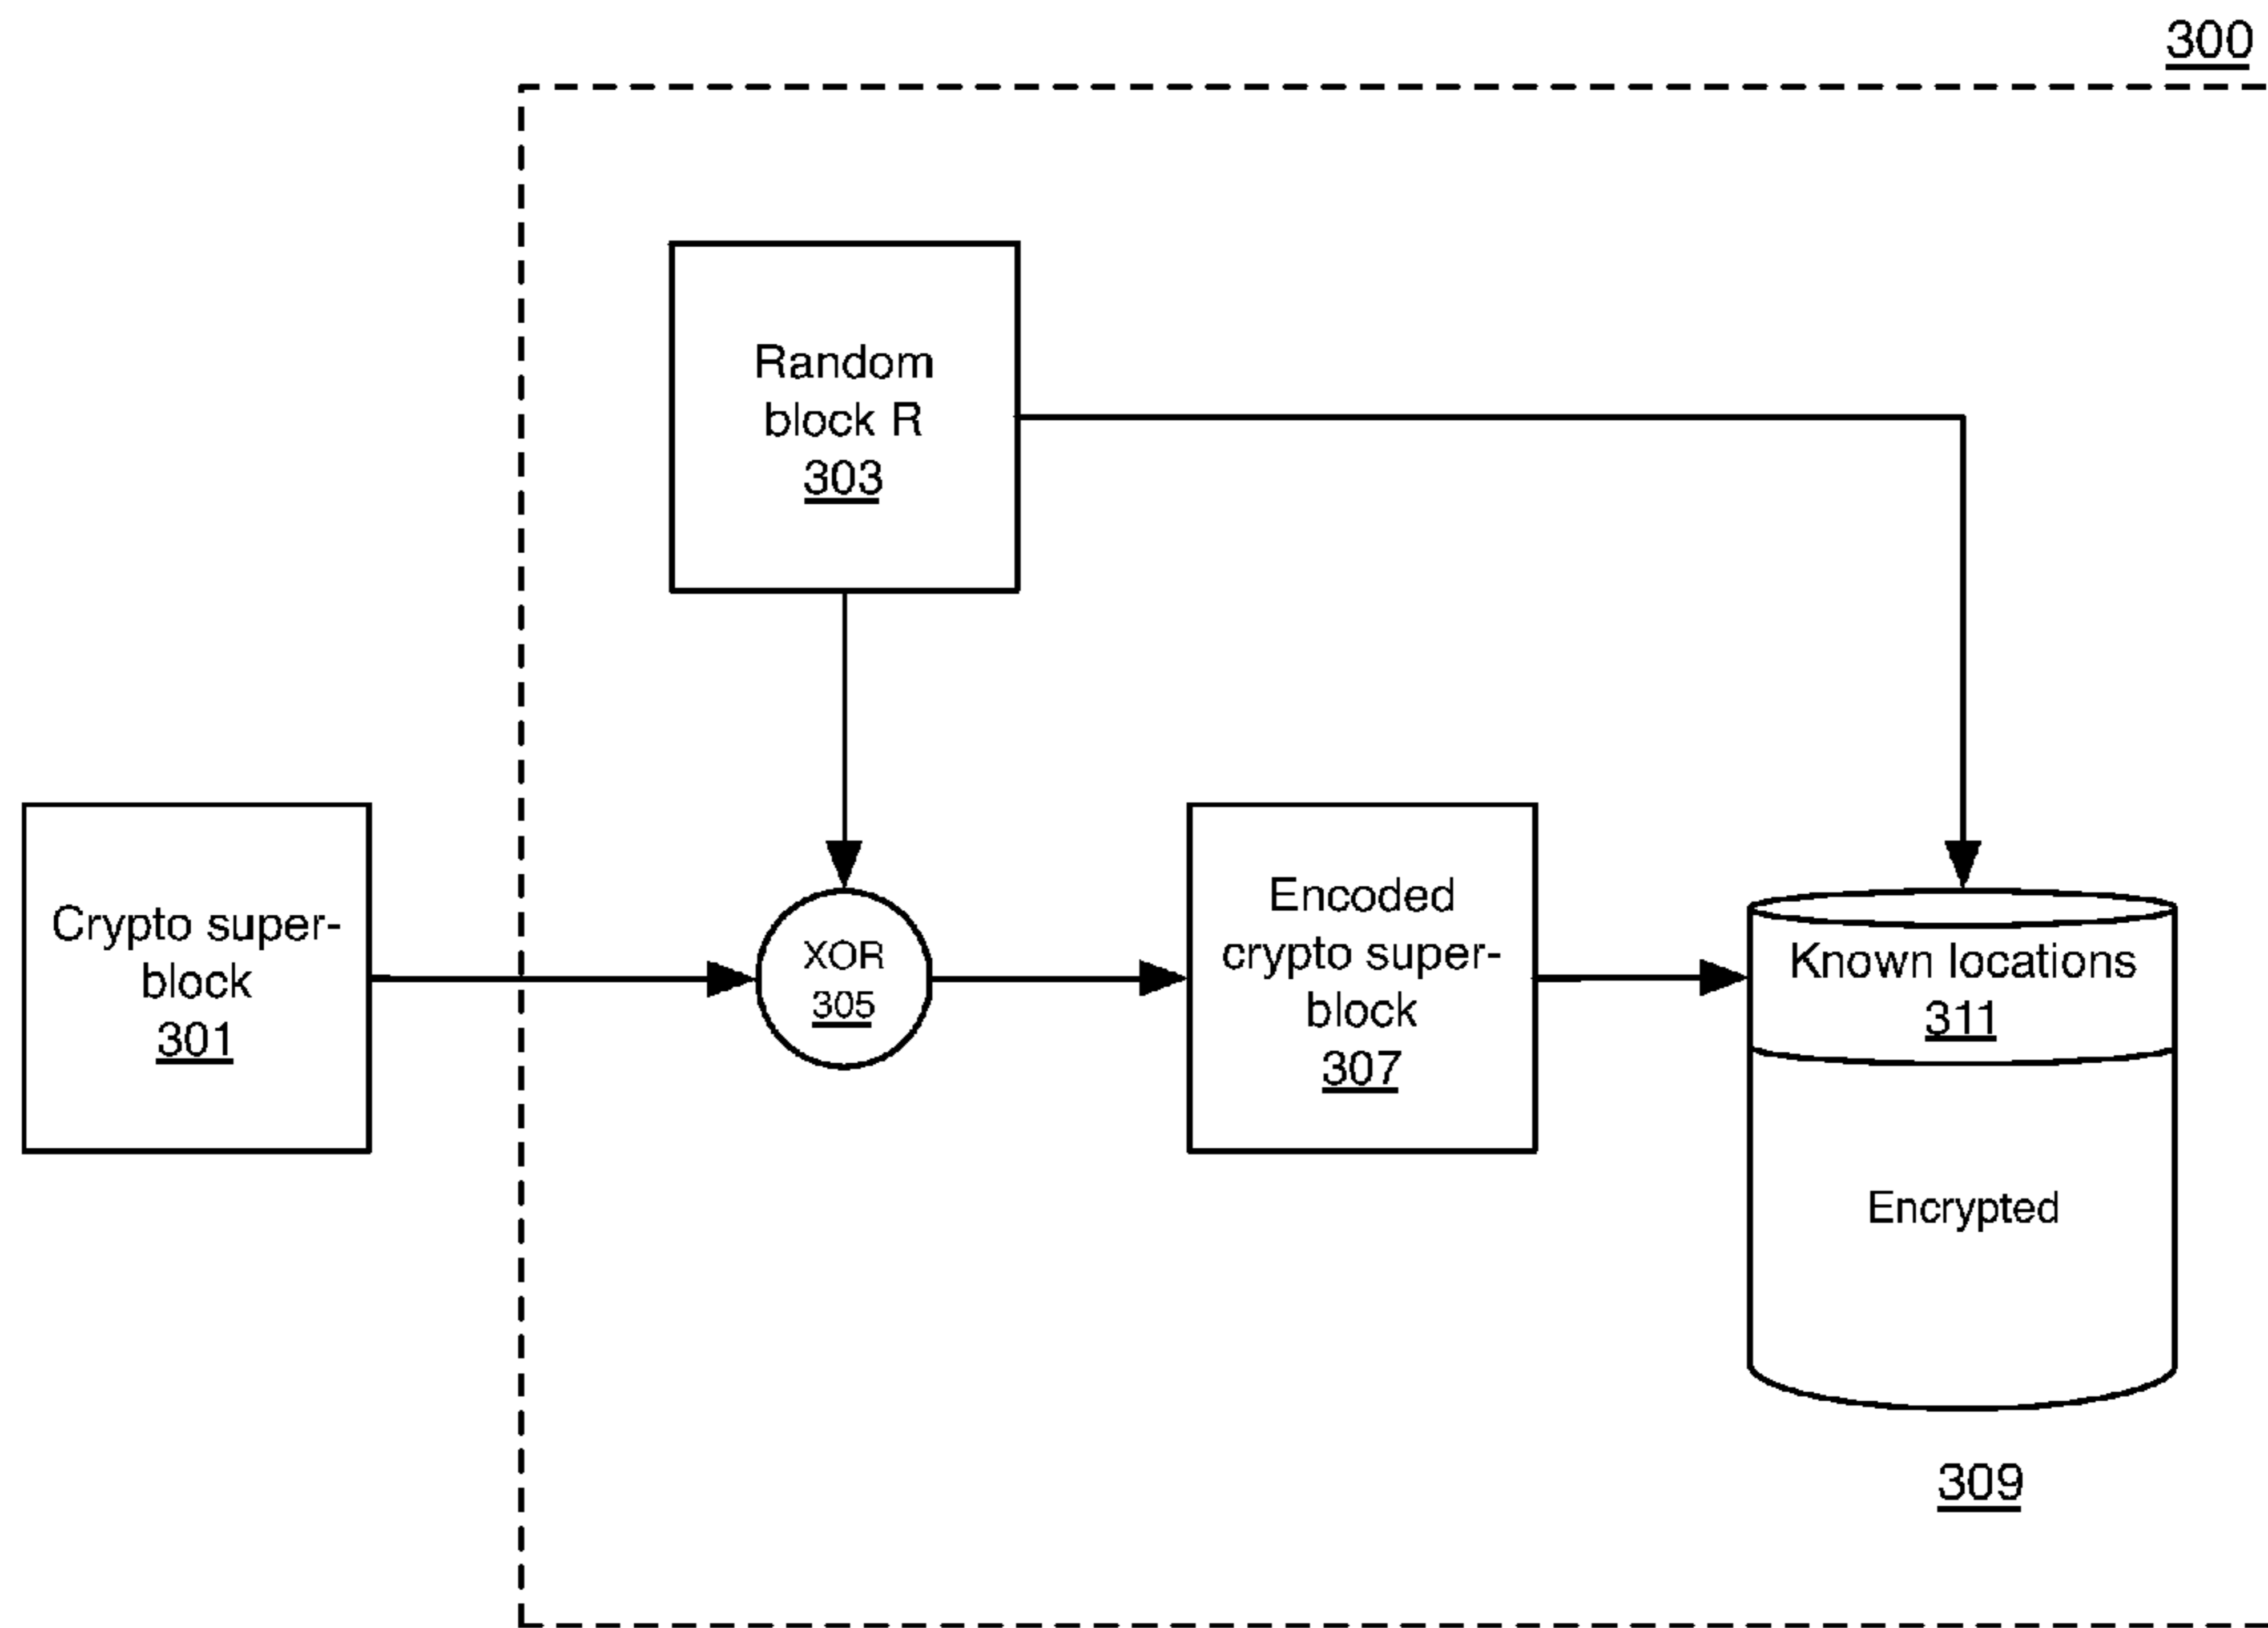 300
Random
block R
303
Crypto super-
block
301
XOR
305
Encoded
crypto super-
block
307
Known locations
311
Encrypted
309